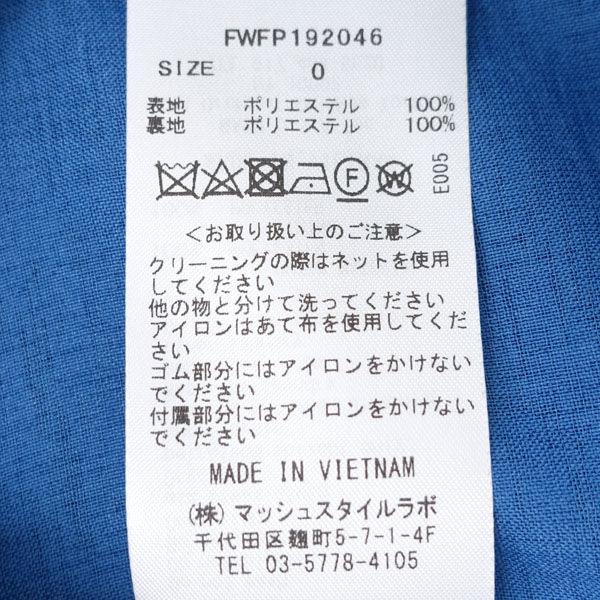 FWFP192046
SIZE 0
表地 ポリエステル 100%
裏地 ポリエステル 100%
F W E005
<お取り扱い上のご注意>
クリーニングの際はネットを使用
してください
他の物と分けて洗ってください
アイロンはあて布を使用してくだ
さい
ゴム部分にはアイロンをかけない
でください
付属部分にはアイロンをかけない
でください
MADE IN VIETNAM
(株) マッシュスタイルラボ
千代田区麹町5-7-1-4F
TEL 03-5778-4105